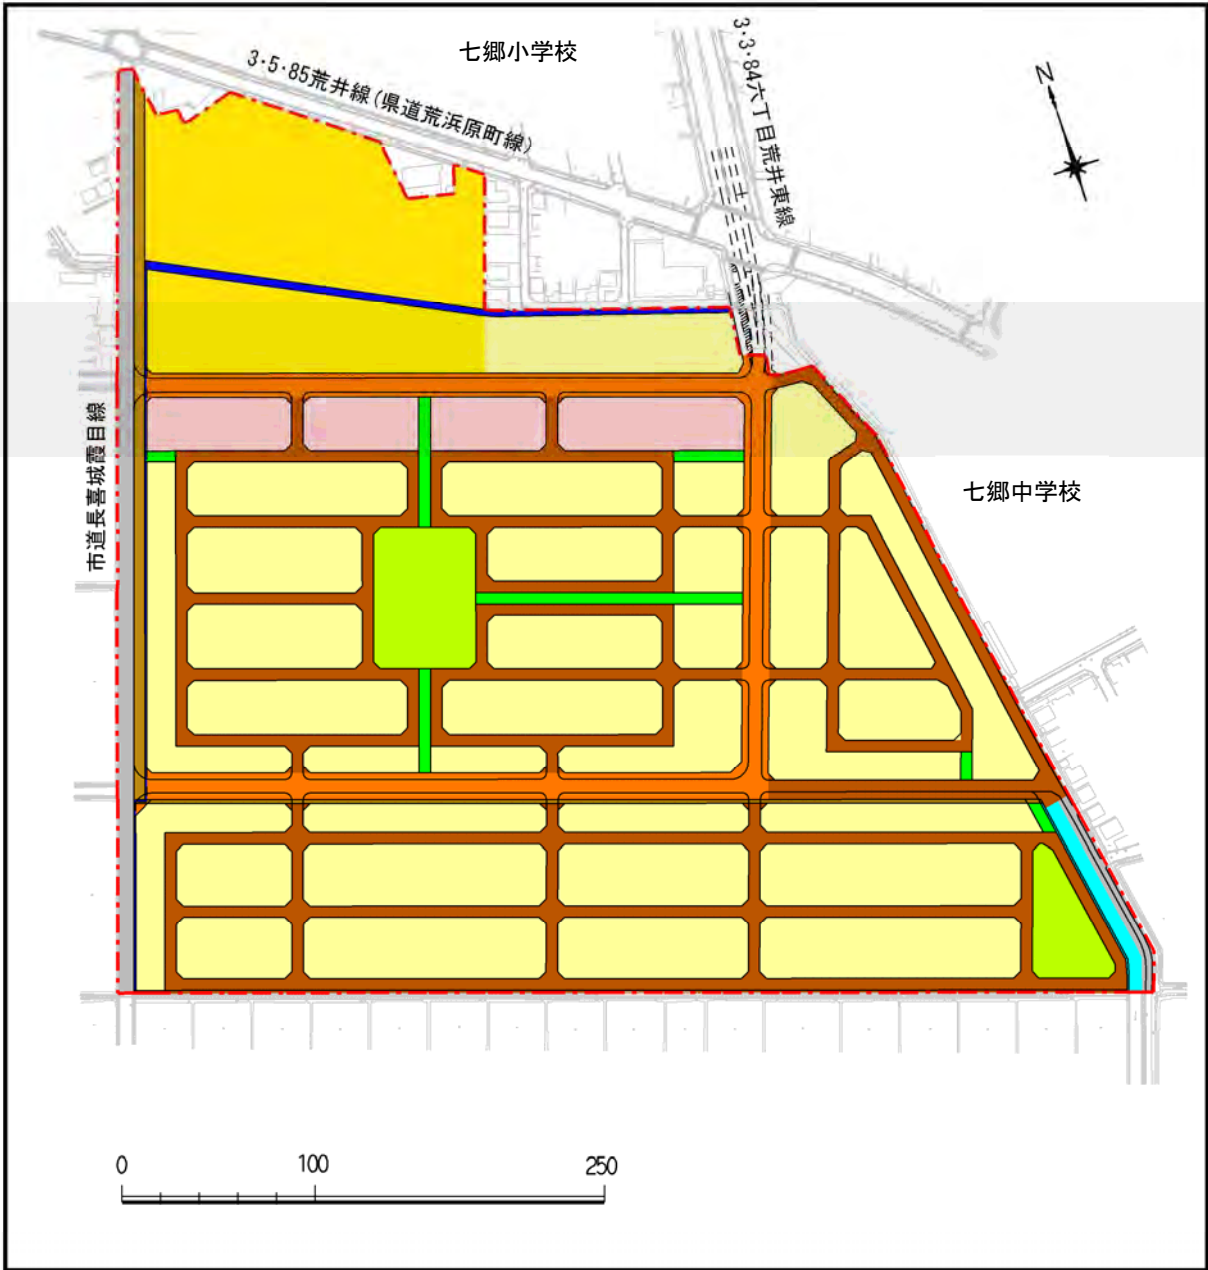 七郷小学校
3・5・85荒井線(県道荒浜原町線)
3・3・84六丁目荒井東線
N
市道長喜城霞目線
七郷中学校
0 100 250